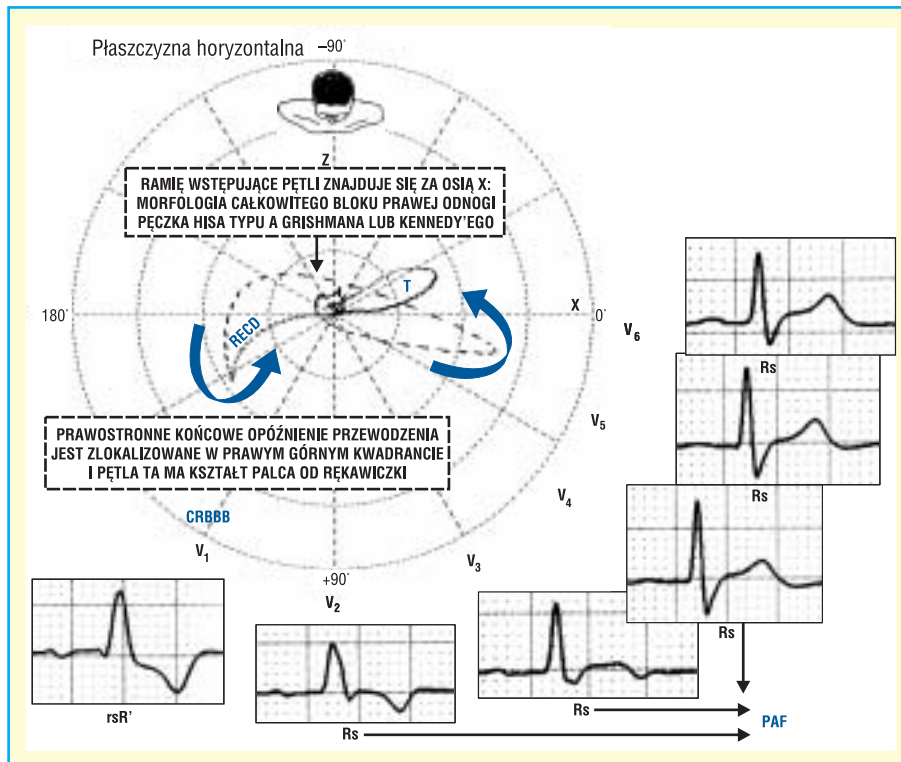 Płaszczyzna horyzontalna
–90°
Z
RAMIĘ WSTĘPUJĄCE PĘTLI ZNAJDUJE SIĘ ZA OSIĄ X:
MORFOLOGIA CAŁKOWITEGO BLOKU PRAWEJ ODNOGI
PĘCZKA HISA TYPU A GRISHMANA LUB KENNEDY'EGO
T
X
180°
0°
V6
RECD
Rs
V5
PRAWOSTRONNE KOŃCOWE OPÓŹNIENIE PRZEWODZENIA
JEST ZLOKALIZOWANE W PRAWYM GÓRNYM KWADRANCIE
I PĘTLA TA MA KSZTAŁT PALCA OD RĘKAWICZKI
Rs
V4
CRBBB
V1
V3
+90°
V2
Rs
rsR'
Rs
PAF
Rs